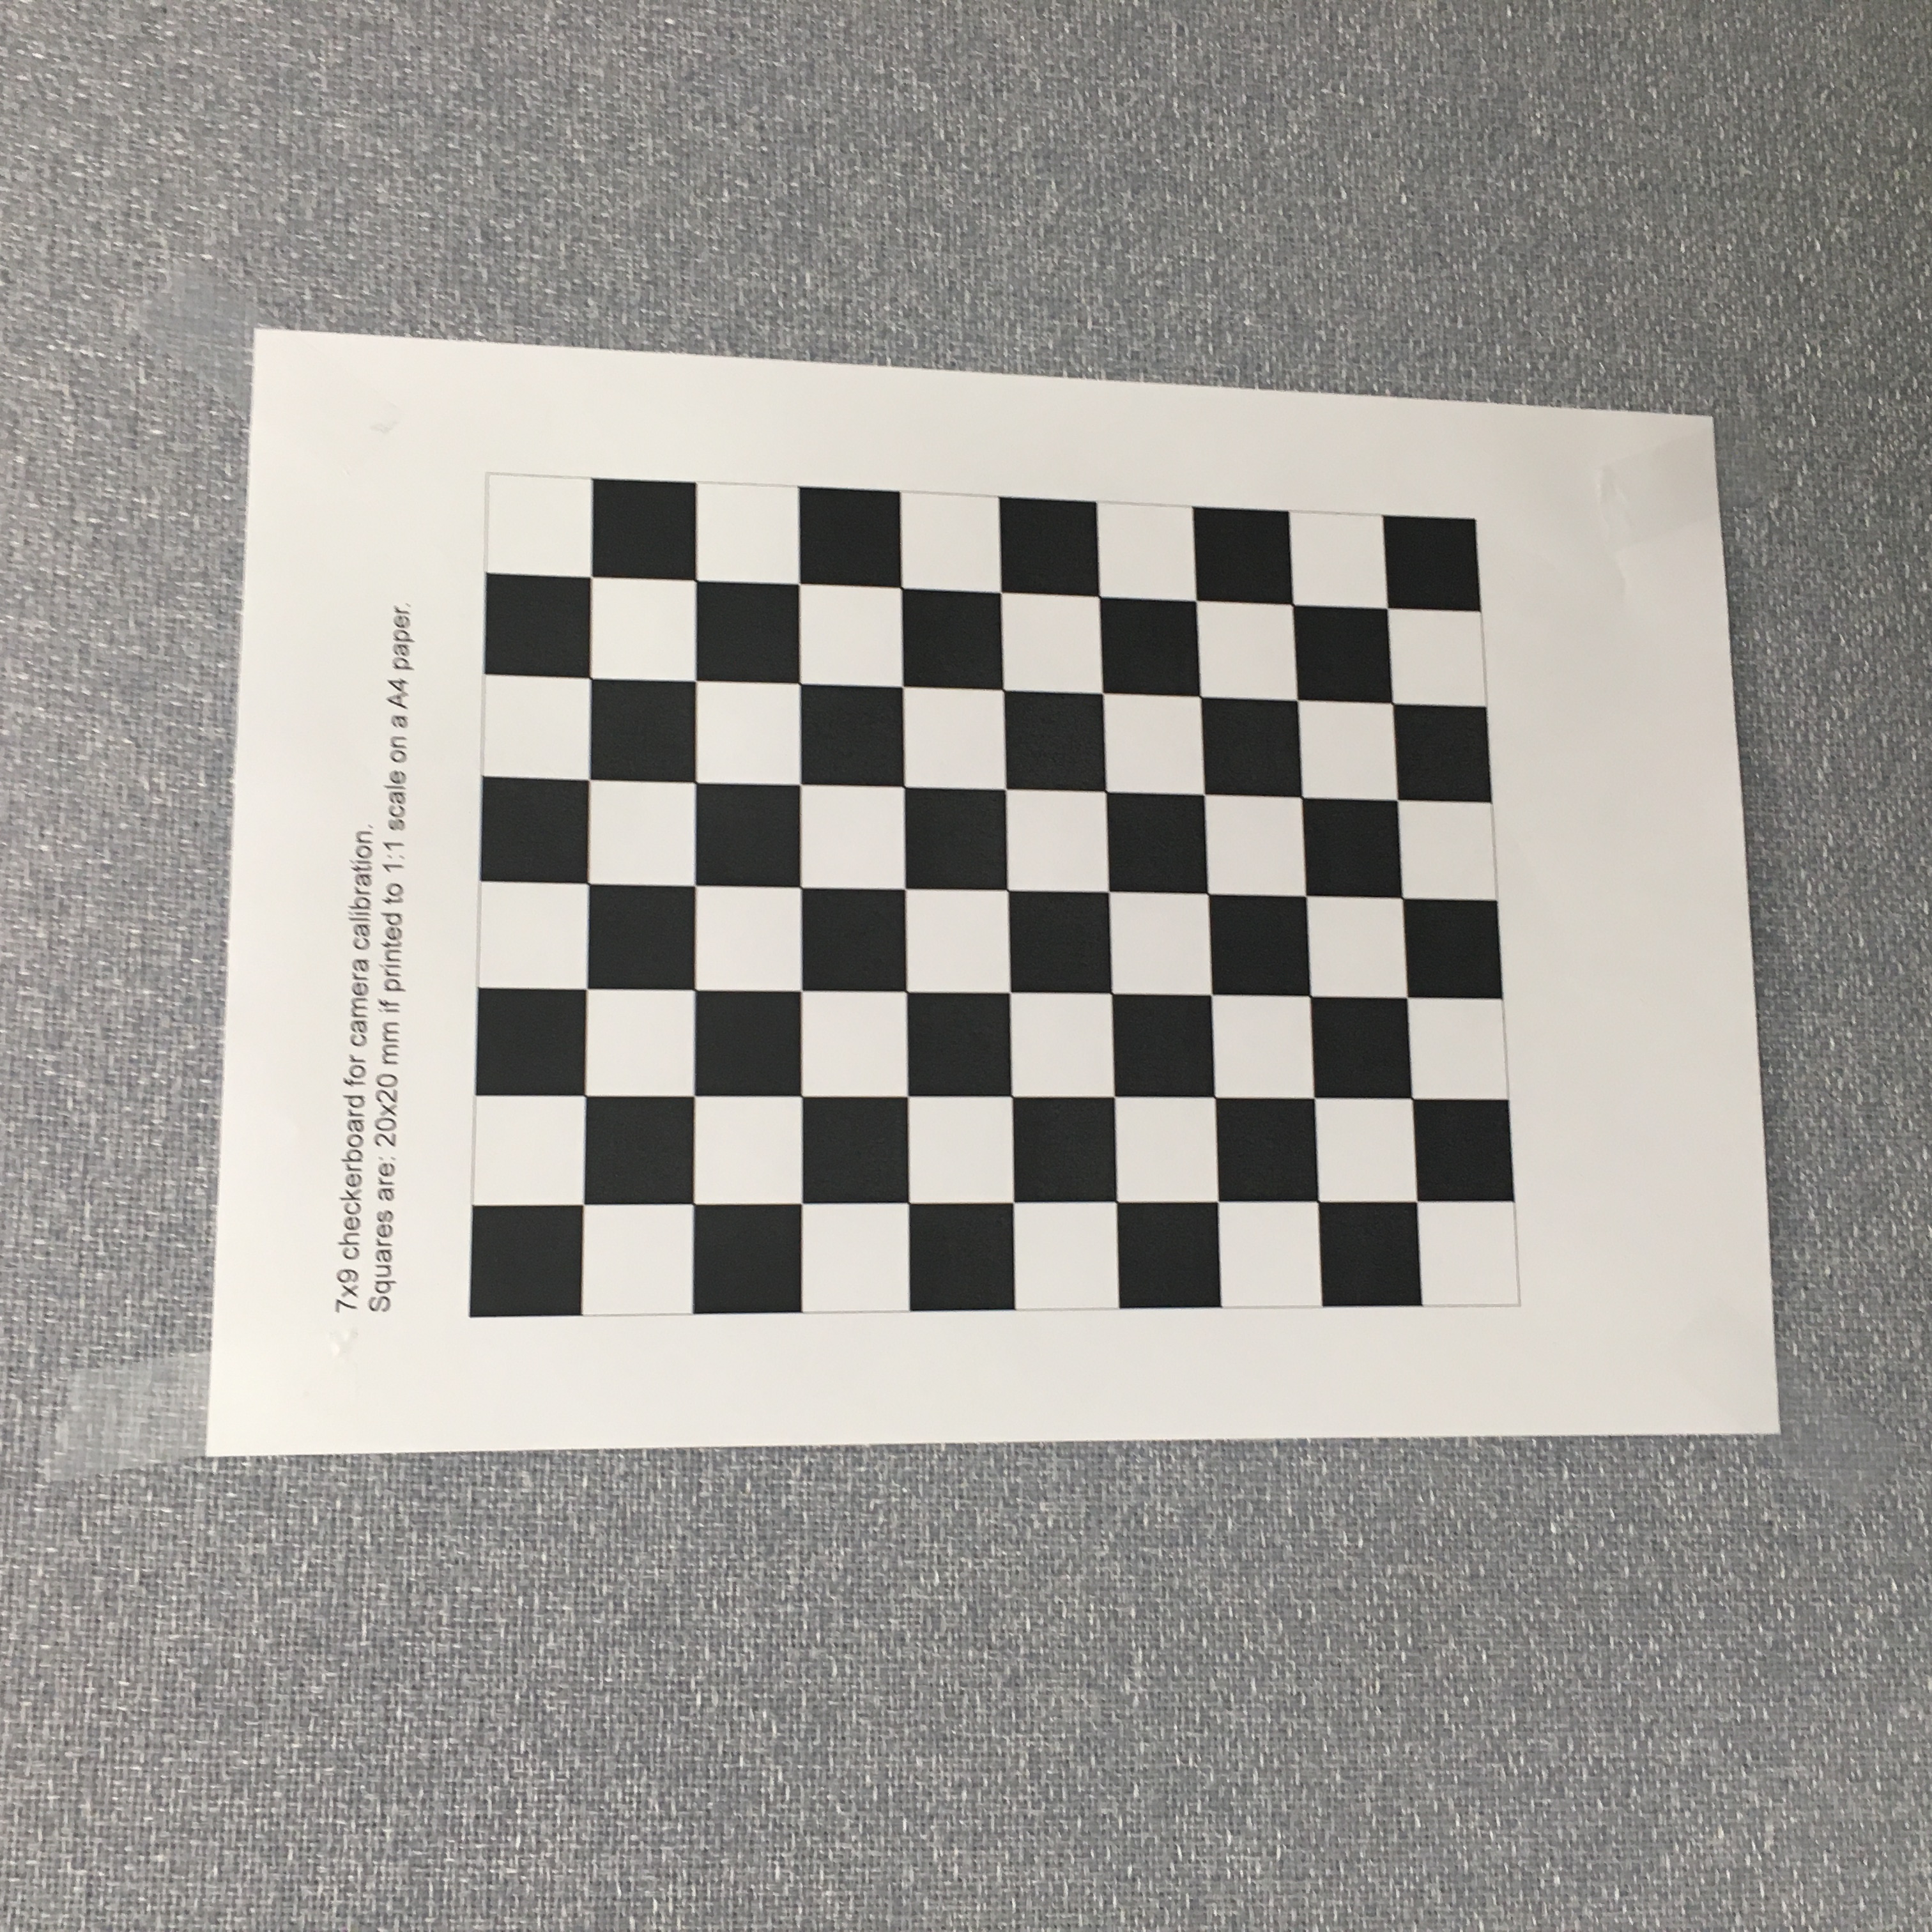 7x9 checkerboard for camera calibration.
Squares are: 20x20 mm if printed to 1:1 scale on a A4 paper.